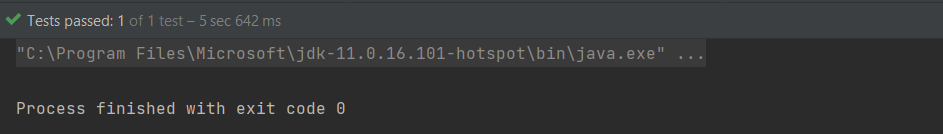 Tests passed: 1 of 1 test – 5 sec 642 ms
"C:\Program Files\Microsoft\jdk-11.0.16.101-hotspot\bin\java.exe" ...
Process finished with exit code 0